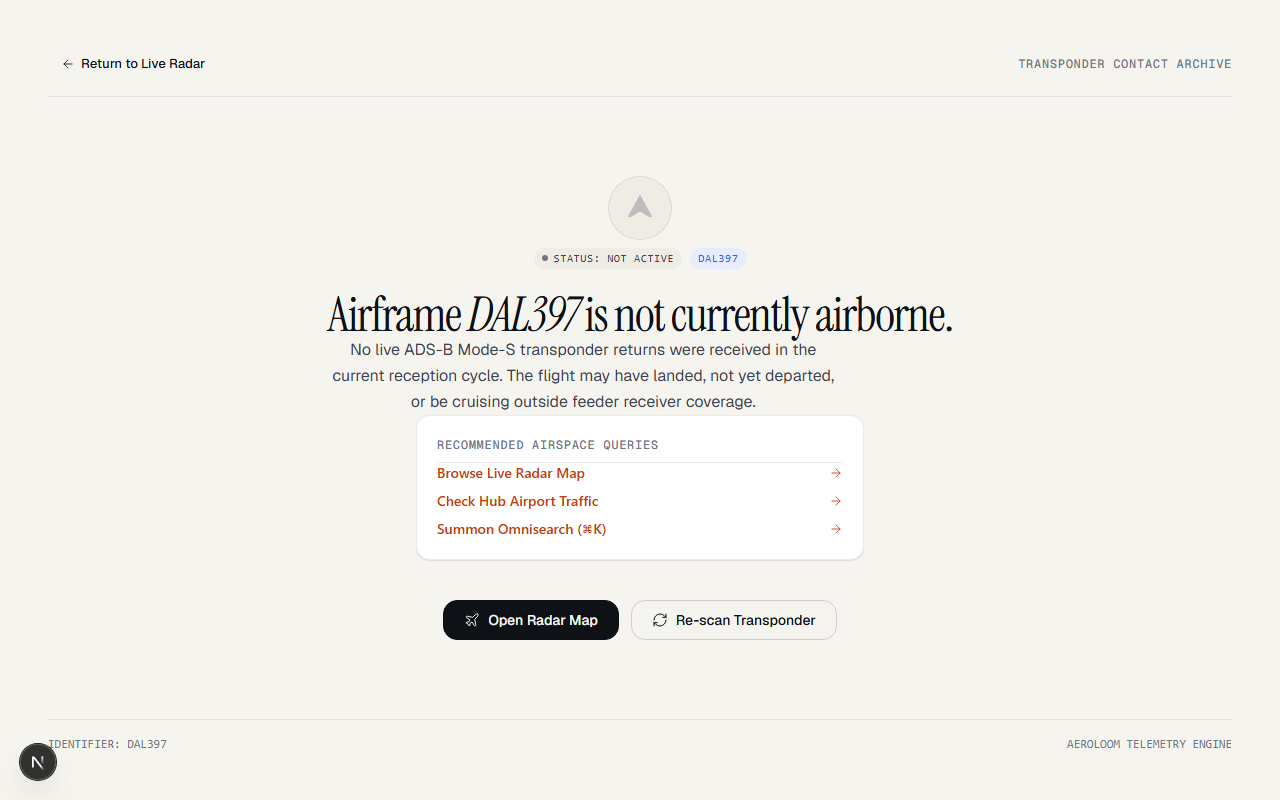 Return to Live Radar
TRANSPONDER CONTACT ARCHIVE
STATUS: NOT ACTIVE
DAL397
Airframe DAL397 is not currently airborne.
No live ADS-B Mode-S transponder returns were received in the
current reception cycle. The flight may have landed, not yet departed,
or be cruising outside feeder receiver coverage.
RECOMMENDED AIRSPACE QUERIES
Browse Live Radar Map
Check Hub Airport Traffic
Summon Omnisearch (⌘K)
Open Radar Map
Re-scan Transponder
IDENTIFIER: DAL397
AEROLOOM TELEMETRY ENGINE
N